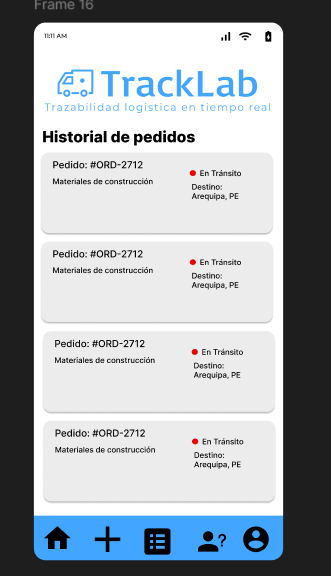 Frame 16
11:11 AM
TrackLab
Trazabilidad logistica en tiempo real
Historial de pedidos
Pedido: #ORD-2712
Materiales de construcción
En Tránsito
Destino:
Arequipa, PE
Pedido: #ORD-2712
Materiales de construcción
En Tránsito
Destino:
Arequipa, PE
Pedido: #ORD-2712
Materiales de construcción
En Tránsito
Destino:
Arequipa, PE
Pedido: #ORD-2712
Materiales de construcción
En Tránsito
Destino:
Arequipa, PE
?